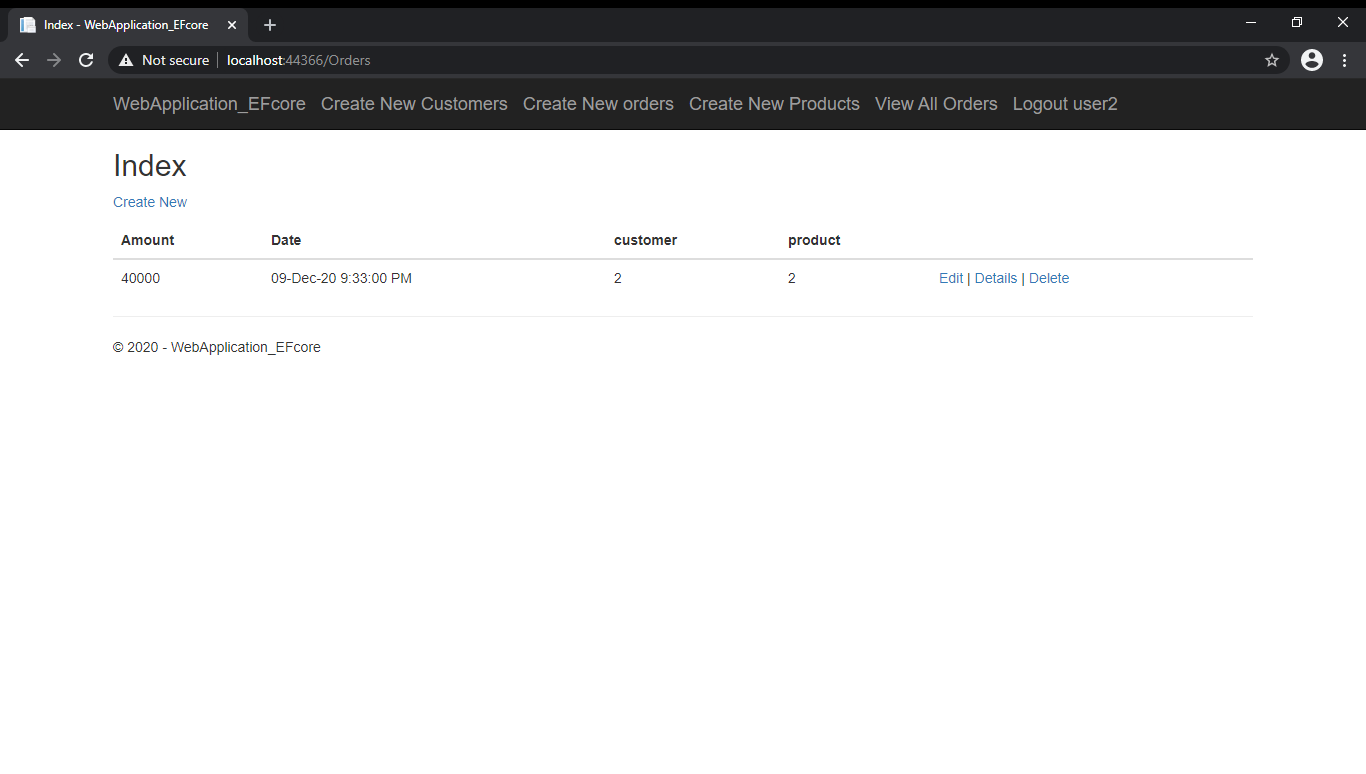 Index - WebApplication_EFcore
Not secure localhost:44366/Orders
WebApplication_EFcore Create New Customers Create New orders Create New Products View All Orders Logout user2
Index
Create New
Amount Date customer product
40000 09-Dec-20 9:33:00 PM 2 2 Edit | Details | Delete
© 2020 - WebApplication_EFcore